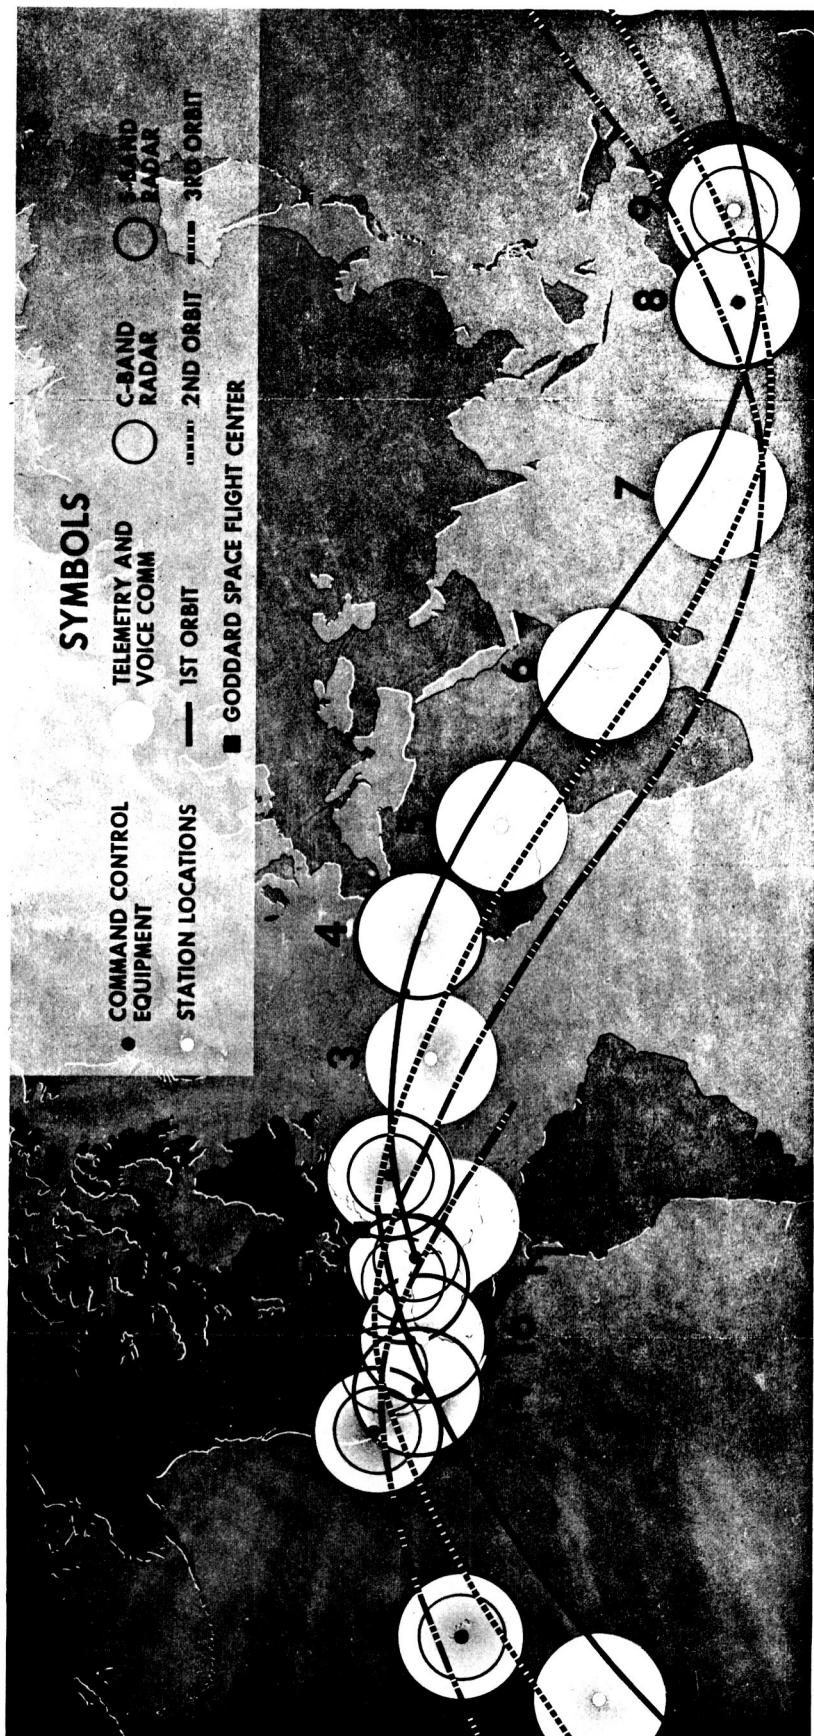 SYMBOLS
COMMAND CONTROL
EQUIPMENT
TELEMETRY AND
VOICE COMM
C-BAND
RADAR
S-BAND
RADAR
STATION LOCATIONS
1ST ORBIT
2ND ORBIT
3RD ORBIT
GODDARD SPACE FLIGHT CENTER
3
4
5
6
7
8
9
16